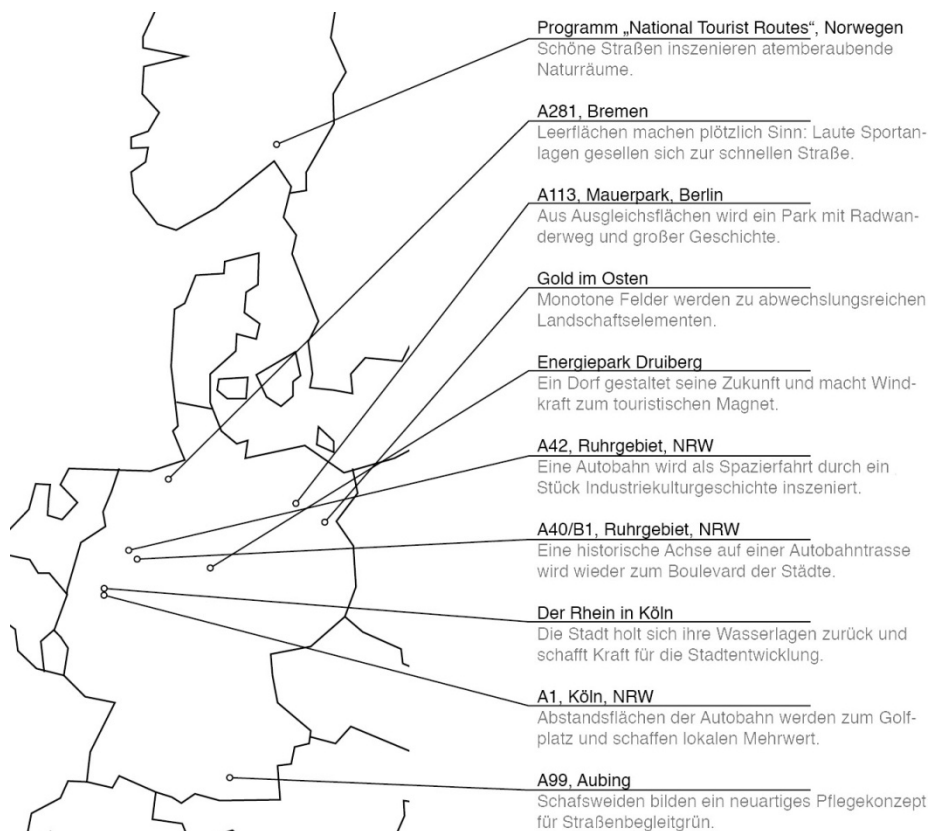 Programm „National Tourist Routes“, Norwegen
Schöne Straßen inszenieren atemberaubende
Naturräume.
A281, Bremen
Leerflächen machen plötzlich Sinn: Laute Sportan-
lagen gesellen sich zur schnellen Straße.
A113, Mauerpark, Berlin
Aus Ausgleichsflächen wird ein Park mit Radwan-
derweg und großer Geschichte.
Gold im Osten
Monotone Felder werden zu abwechslungsreichen
Landschaftselementen.
Energiepark Druiberg
Ein Dorf gestaltet seine Zukunft und macht Wind-
kraft zum touristischen Magnet.
A42, Ruhrgebiet, NRW
Eine Autobahn wird als Spazierfahrt durch ein
Stück Industriekulturgeschichte inszeniert.
A40/B1, Ruhrgebiet, NRW
Eine historische Achse auf einer Autobahntrasse
wird wieder zum Boulevard der Städte.
Der Rhein in Köln
Die Stadt holt sich ihre Wasserlagen zurück und
schafft Kraft für die Stadtentwicklung.
A1, Köln, NRW
Abstandsflächen der Autobahn werden zum Golf-
platz und schaffen lokalen Mehrwert.
A99, Aubing
Schafsweiden bilden ein neuartiges Pflegekonzept
für Straßenbegleitgrün.